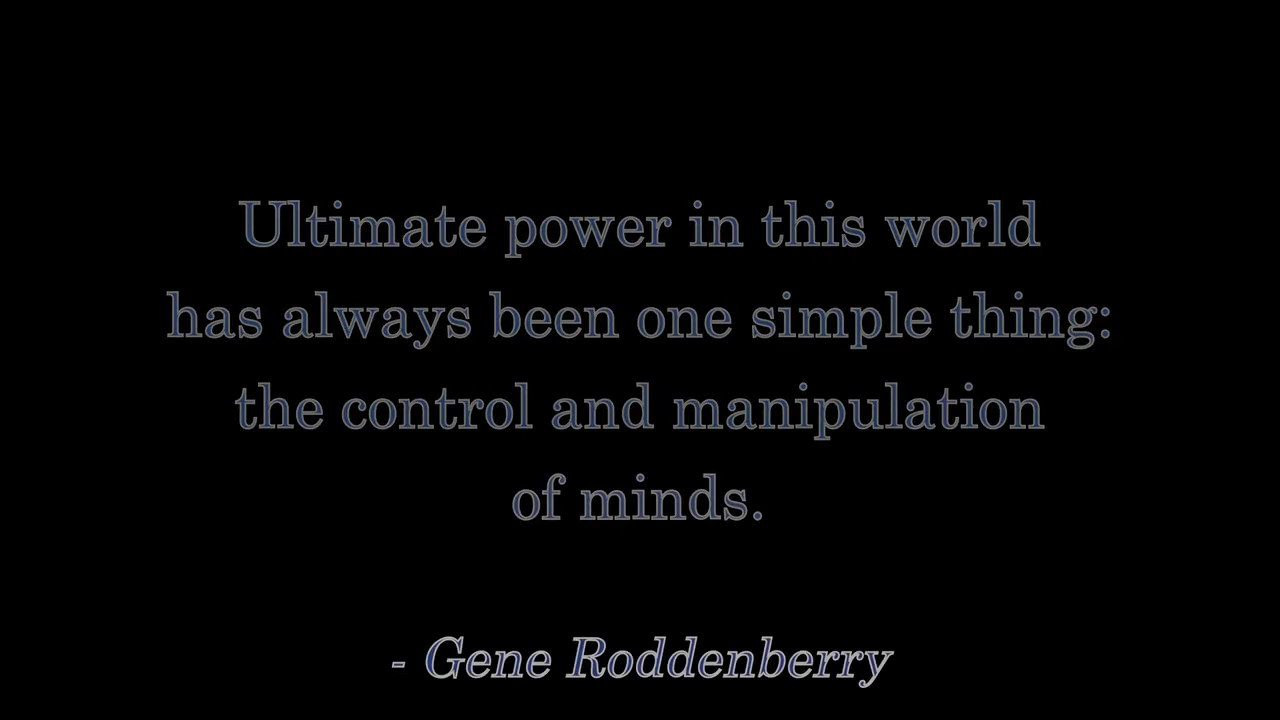 Ultimate power in this world
has always been one simple thing:
the control and manipulation
of minds.
- Gene Roddenberry